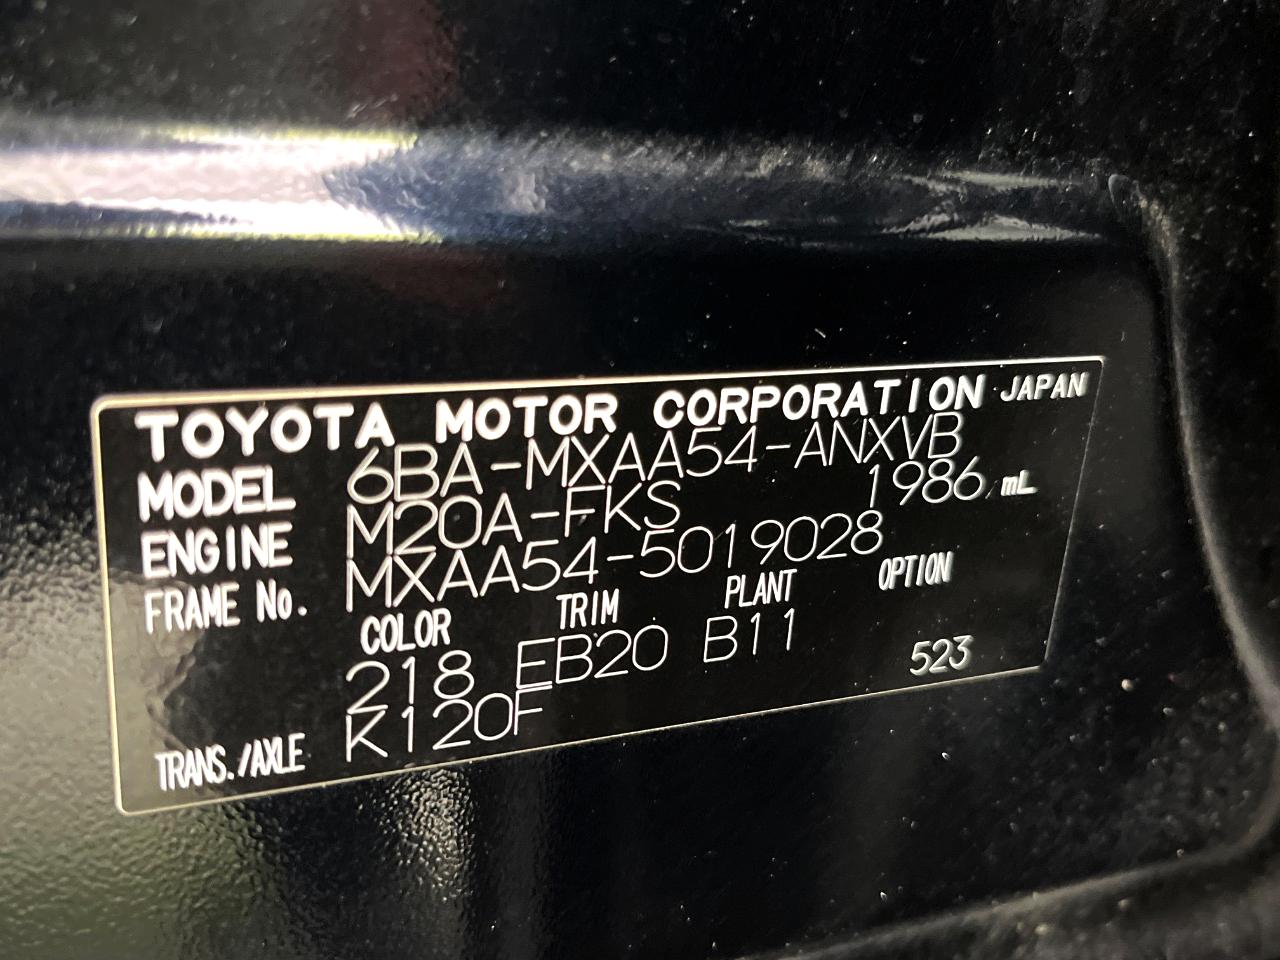 TOYOTA MOTOR CORPORATION JAPAN
MODEL 6BA-MXAA54-ANXVB
ENGINE M20A-FKS 1986 mL
FRAME No. MXAA54-5019028
COLOR TRIM PLANT OPTION
218 EB20 B11 523
TRANS./AXLE K120F